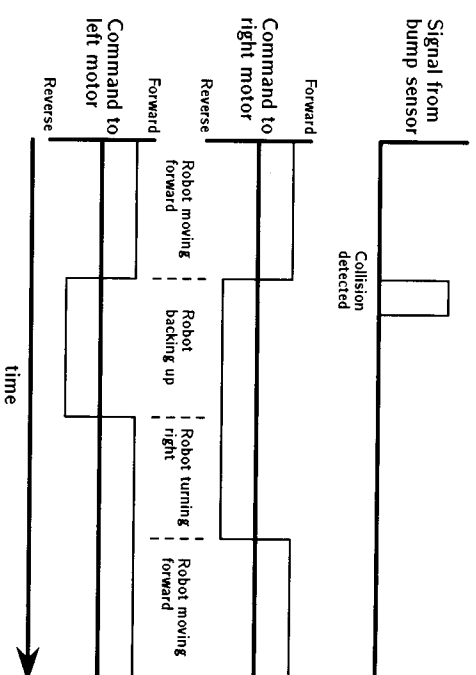 Signal from
bump sensor
Collision
detected
Command to
right motor
Forward
Reverse
Robot moving
forward
Robot
backing up
Robot turning
right
Robot moving
forward
Command to
left motor
Forward
Reverse
time